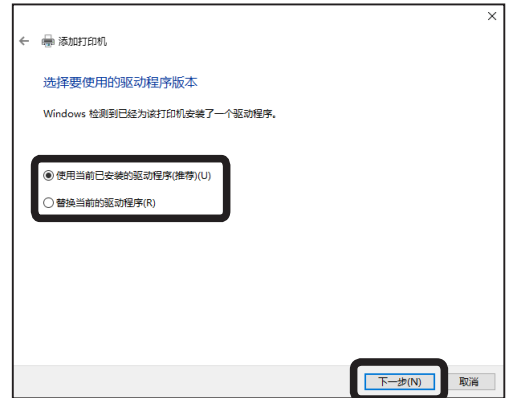 添加打印机
选择要使用的驱动程序版本
Windows 检测到已经为该打印机安装了一个驱动程序。
使用当前已安装的驱动程序(推荐)(U)
替换当前的驱动程序(R)
下一步(N) 取消